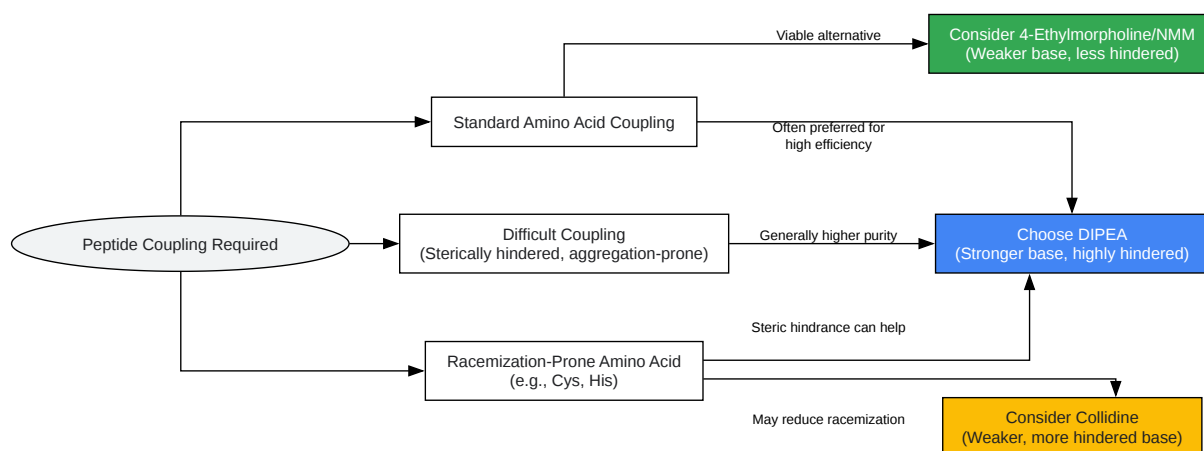 Consider 4-Ethylmorpholine/NMM
(Weaker base, less hindered)
Viable alternative
Standard Amino Acid Coupling
Often preferred for
high efficiency
Peptide Coupling Required
Difficult Coupling
(Sterically hindered, aggregation-prone)
Generally higher purity
Choose DIPEA
(Stronger base, highly hindered)
Steric hindrance can help
Racemization-Prone Amino Acid
(e.g., Cys, His)
May reduce racemization
Consider Collidine
(Weaker, more hindered base)